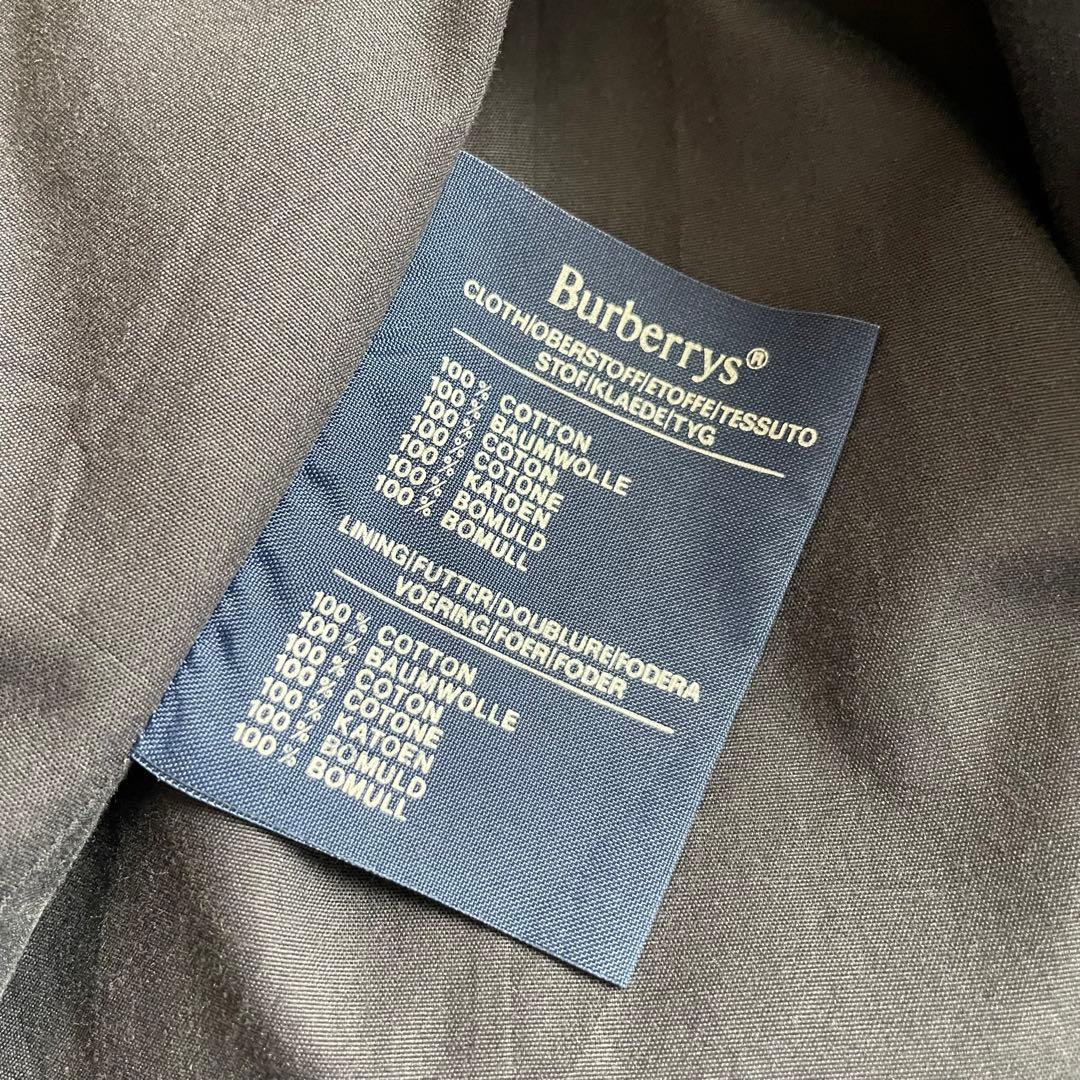 Burberrys®
CLOTH/OBERSTOFF/ETOFFE/TESSUTO
STOF/KLAEDE/TYG
100% COTTON
100% BAUMWOLLE
100% COTON
100% COTONE
100% KATOEN
100% BOMULD
100% BOMULL
LINING/FUTTER/DOUBLURE/FODERA
VOERING/FOER/FODER
100% COTTON
100% BAUMWOLLE
100% COTON
100% COTONE
100% KATOEN
100% BOMULD
100% BOMULL